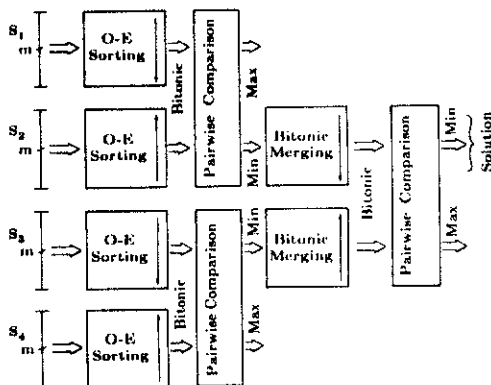 S1
m
O-E
Sorting
Bitonic
Pairwise Comparison
Max
S2
m
O-E
Sorting
Min
Bitonic
Merging
Bitonic
Pairwise Comparison
Min
Solution
S3
m
O-E
Sorting
Bitonic
Pairwise Comparison
Min
Bitonic
Merging
Max
S4
m
O-E
Sorting
Max